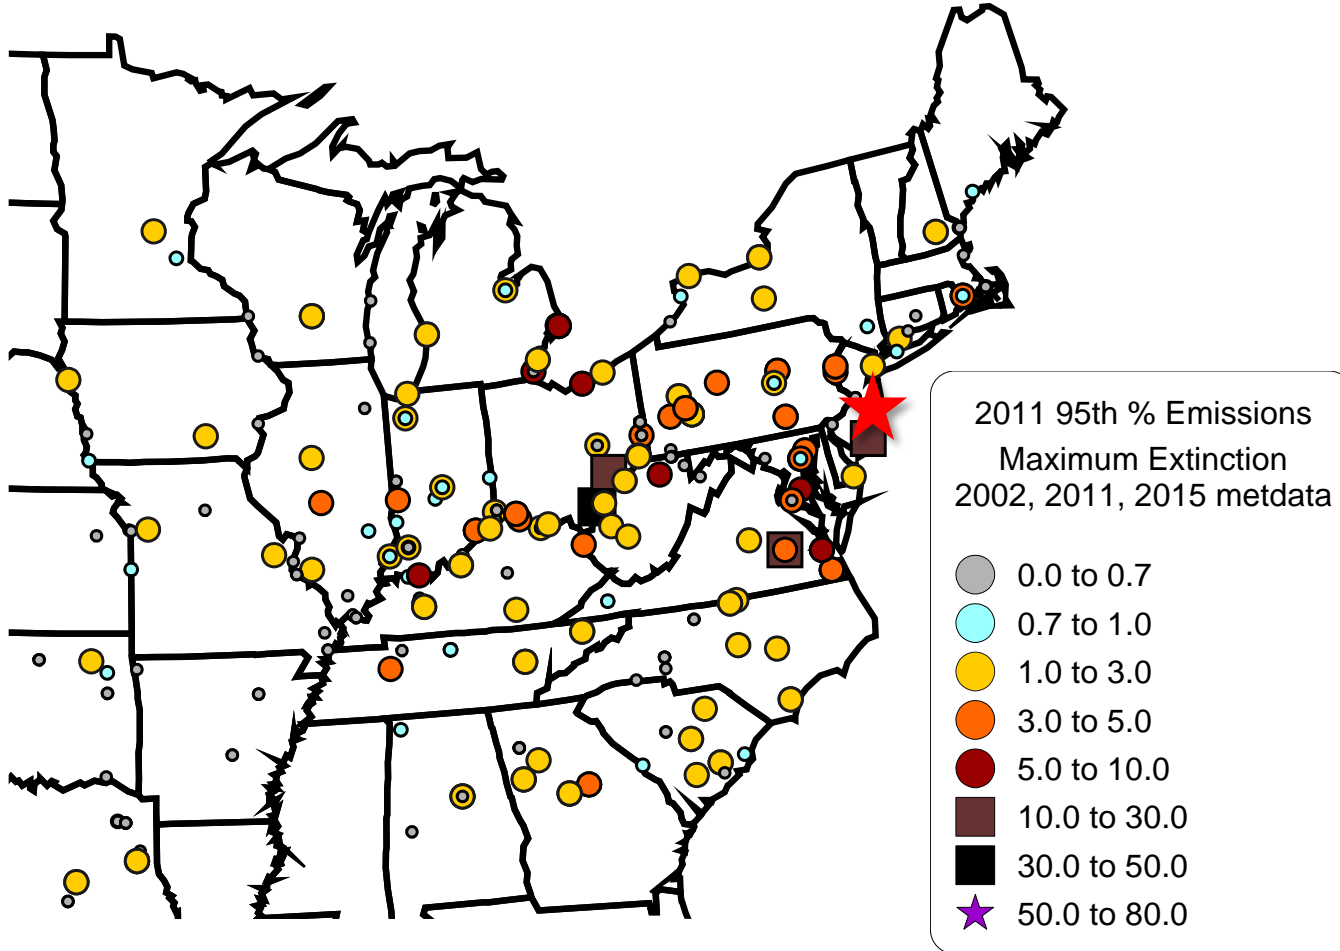 2011 95th % Emissions
Maximum Extinction
2002, 2011, 2015 metdata
0.0 to 0.7
0.7 to 1.0
1.0 to 3.0
3.0 to 5.0
5.0 to 10.0
10.0 to 30.0
30.0 to 50.0
50.0 to 80.0